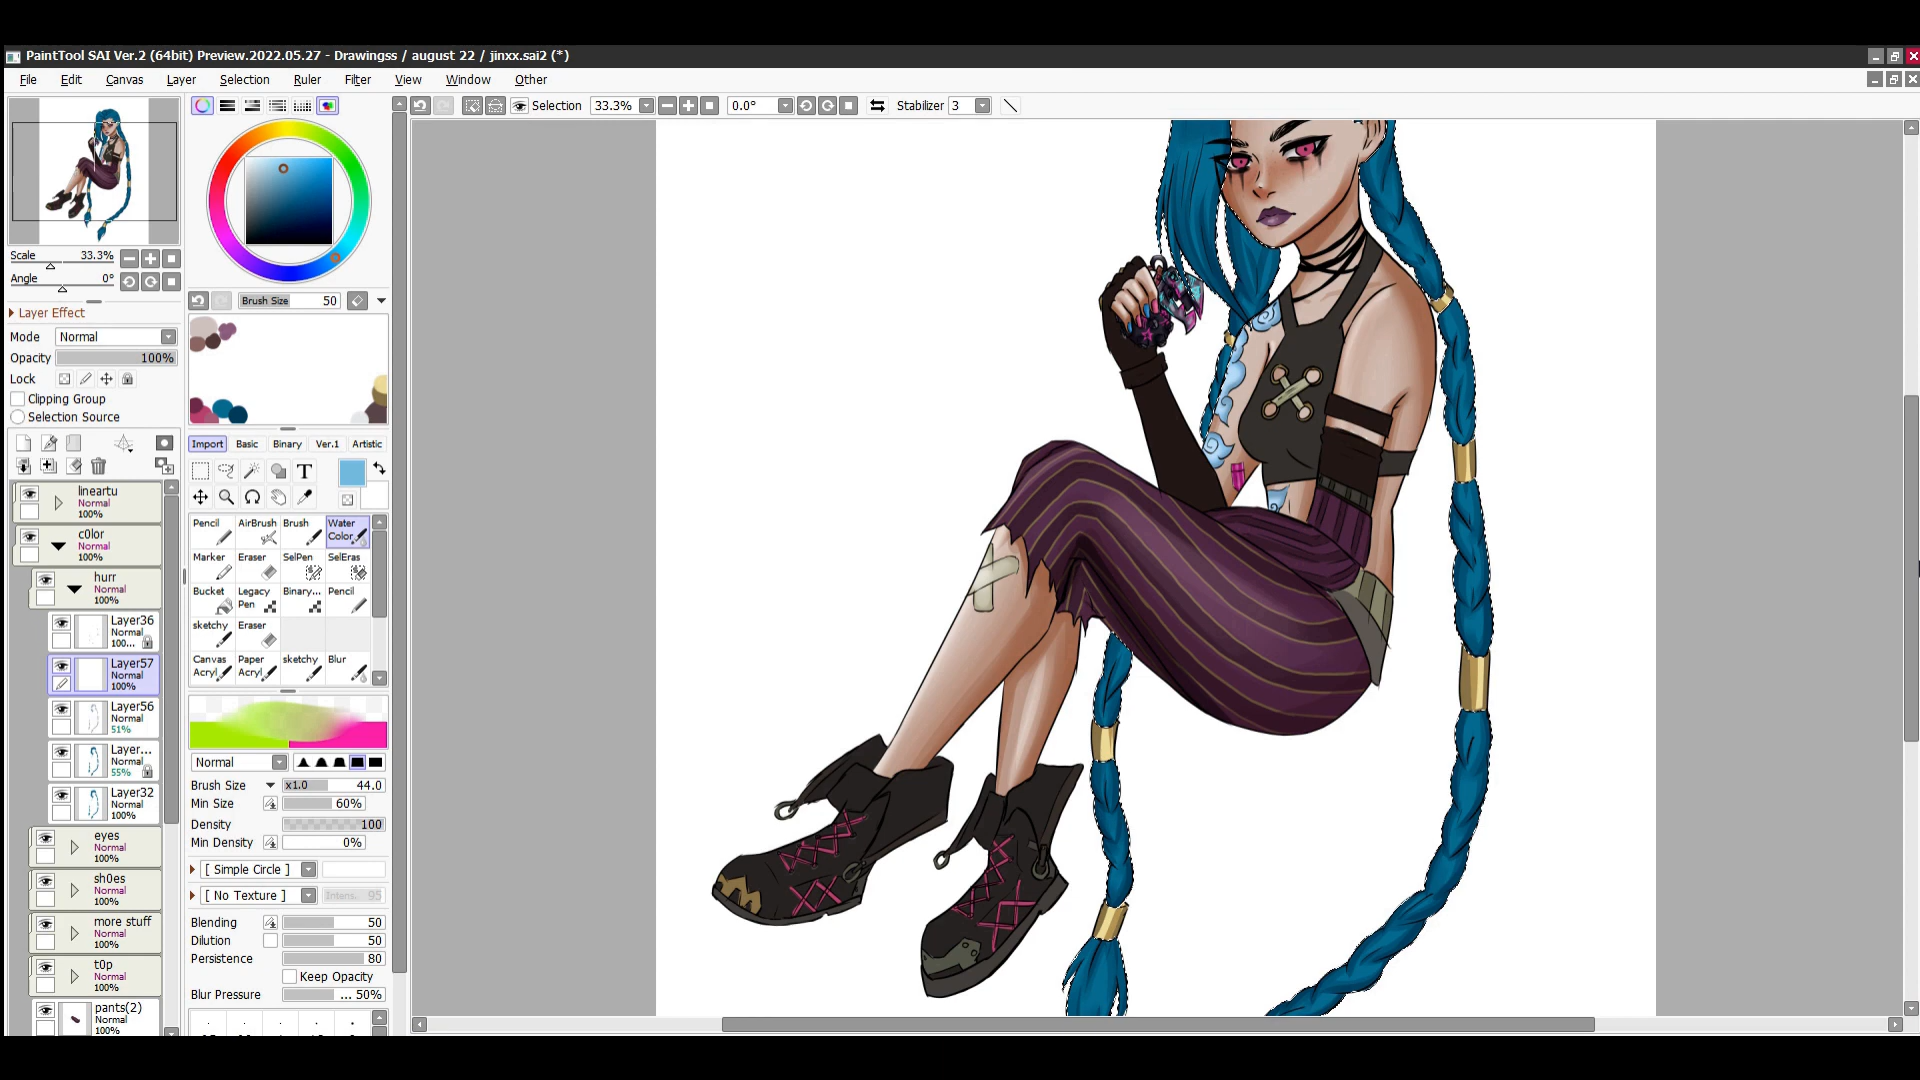 PaintTool SAI Ver.2 (64bit) Preview.2022.05.27 - Drawingss / august 22 / jinxx.sai2 (*)
File Edit Canvas Layer Selection Ruler Filter View Window Other
Selection 33.3% 0.0° Stabilizer 3
Scale 33.3%
Angle 0°
Layer Effect
Mode Normal
Opacity 100%
Lock
Clipping Group
Selection Source
lineartu
Normal
100%
c0lor
Normal
100%
hurr
Normal
100%
Layer36
Normal
100...
Layer57
Normal
100%
Layer56
Normal
51%
Layer...
Normal
55%
Layer32
Normal
100%
eyes
Normal
100%
sh0es
Normal
100%
more stuff
Normal
100%
t0p
Normal
100%
pants(2)
Normal
100%
Brush Size 50
Import Basic Binary Ver.1 Artistic
T
Pencil AirBrush Brush Water Color
Marker Eraser SelPen SelEras
Bucket Legacy Pen Binary... Pencil
sketchy Eraser
Canvas Acryl Paper Acryl sketchy Blur
Normal
Brush Size x1.0 44.0
Min Size 60%
Density 100
Min Density 0%
[ Simple Circle ]
[ No Texture ] Intens. 95
Blending 50
Dilution 50
Persistence 80
Keep Opacity
Blur Pressure ... 50%